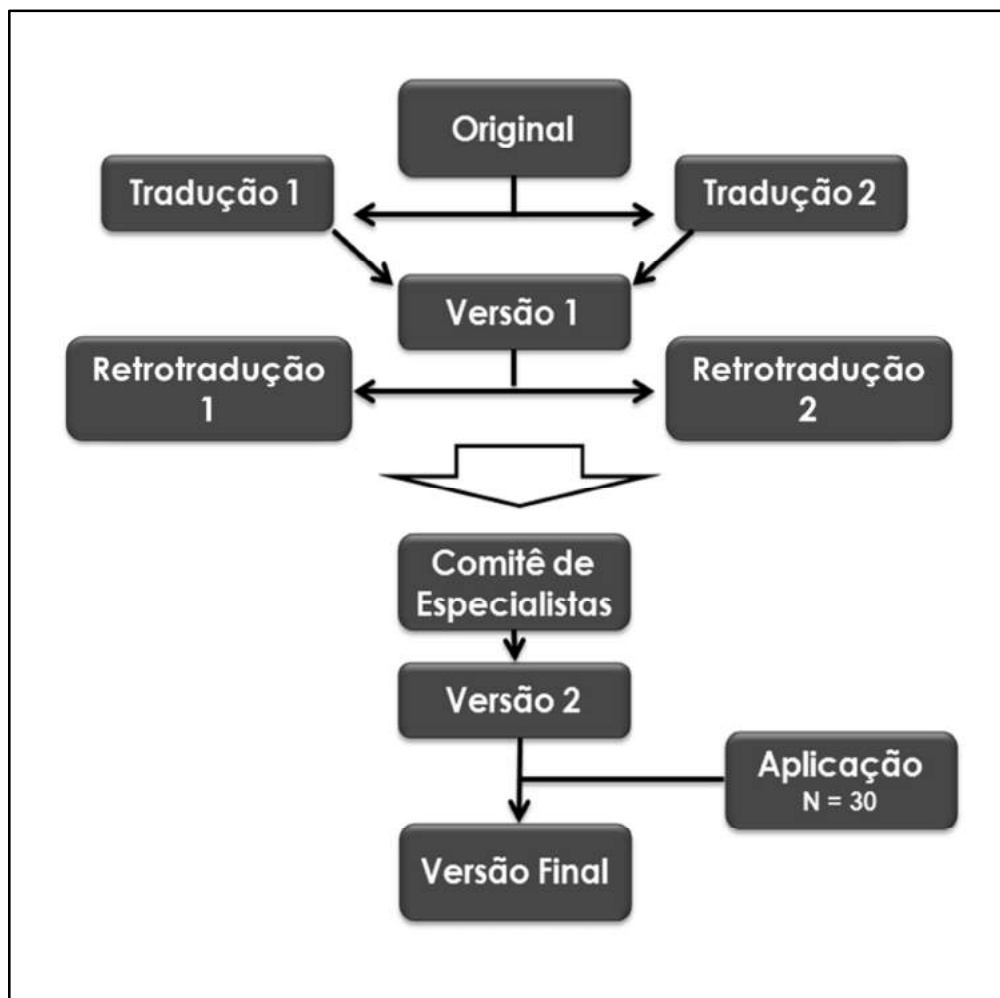 Original
Tradução 1
Tradução 2
Versão 1
Retrotradução
1
Retrotradução
2
Comitê de
Especialistas
Versão 2
Aplicação
N = 30
Versão Final